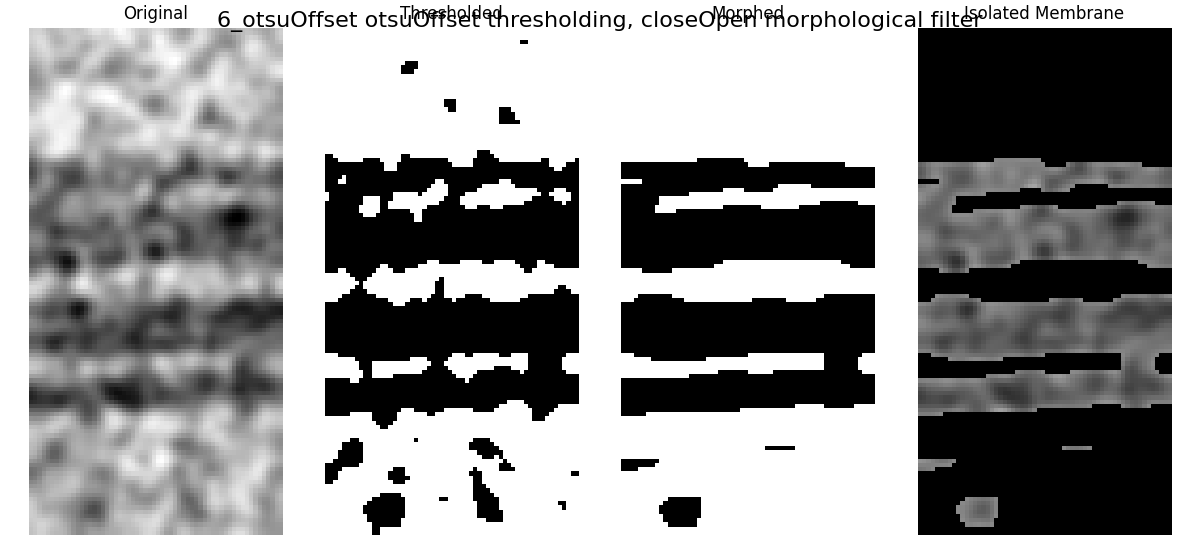 6_otsuOffset otsuOffset thresholding, closeOpen morphological filter
Original
Thresholded
Morphed
Isolated Membrane